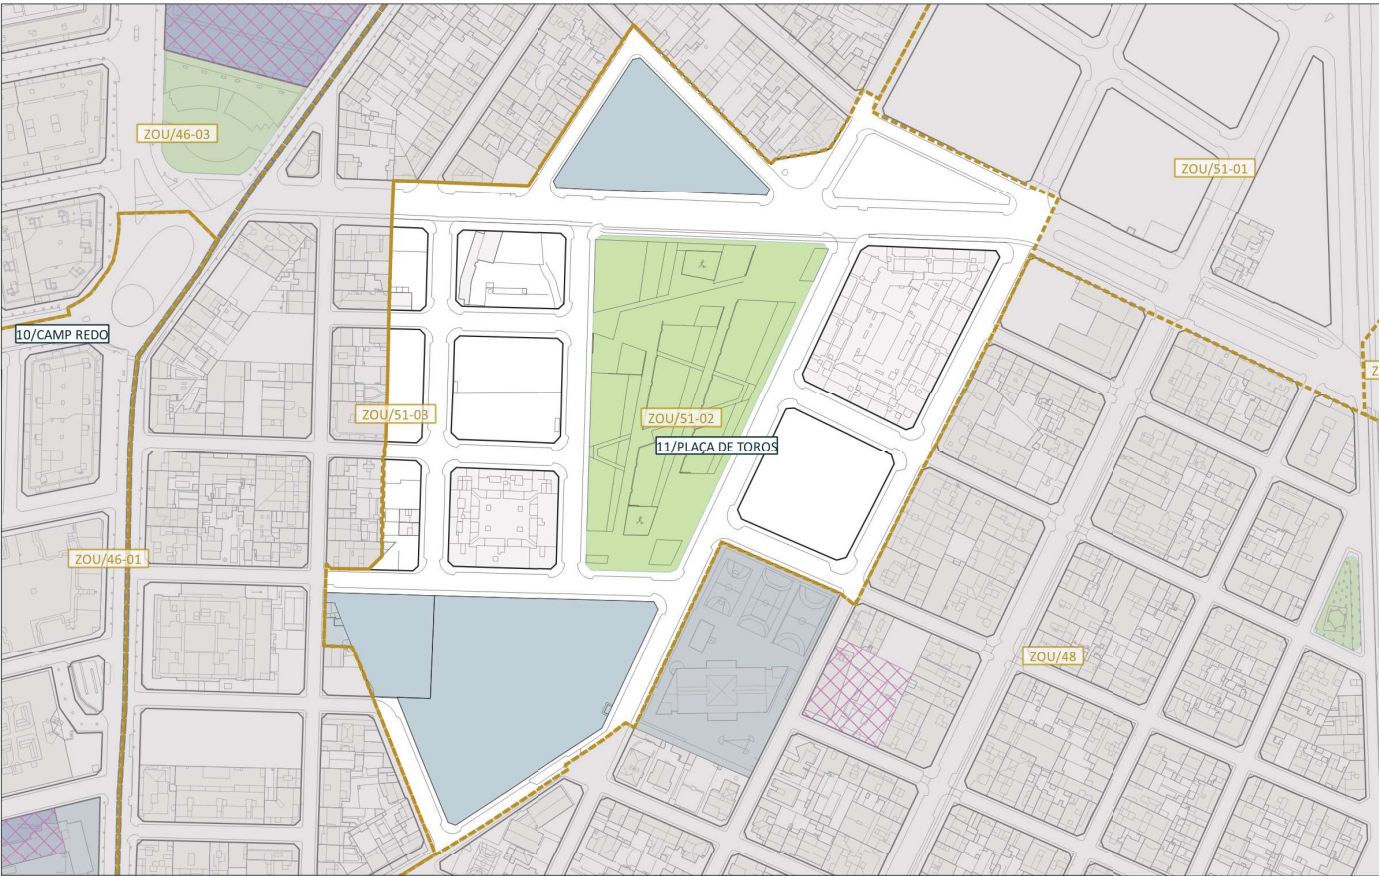 ZOU/46-03
ZOU/51-01
10/CAMP REDO
Z
ZOU/51-03
ZOU/51-02
11/PLAÇA DE TOROS
ZOU/46-01
ZOU/48